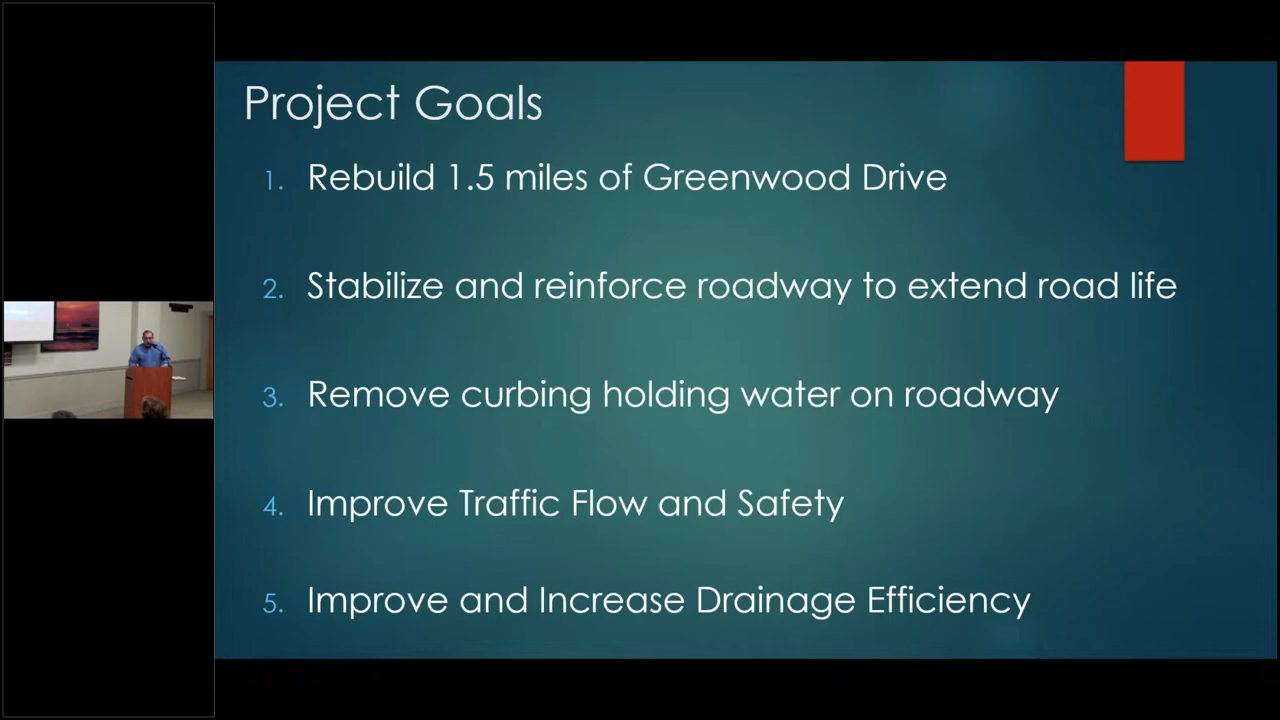 Project Goals
1. Rebuild 1.5 miles of Greenwood Drive
2. Stabilize and reinforce roadway to extend road life
3. Remove curbing holding water on roadway
4. Improve Traffic Flow and Safety
5. Improve and Increase Drainage Efficiency